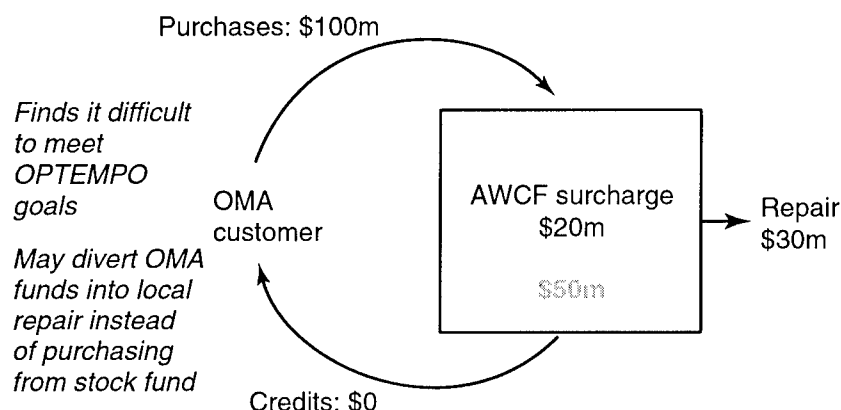 Purchases: $100m
Finds it difficult
to meet
OPTEMPO
goals
May divert OMA
funds into local
repair instead
of purchasing
from stock fund
OMA
customer
AWCF surcharge
$20m
$50m
Repair
$30m
Credits: $0